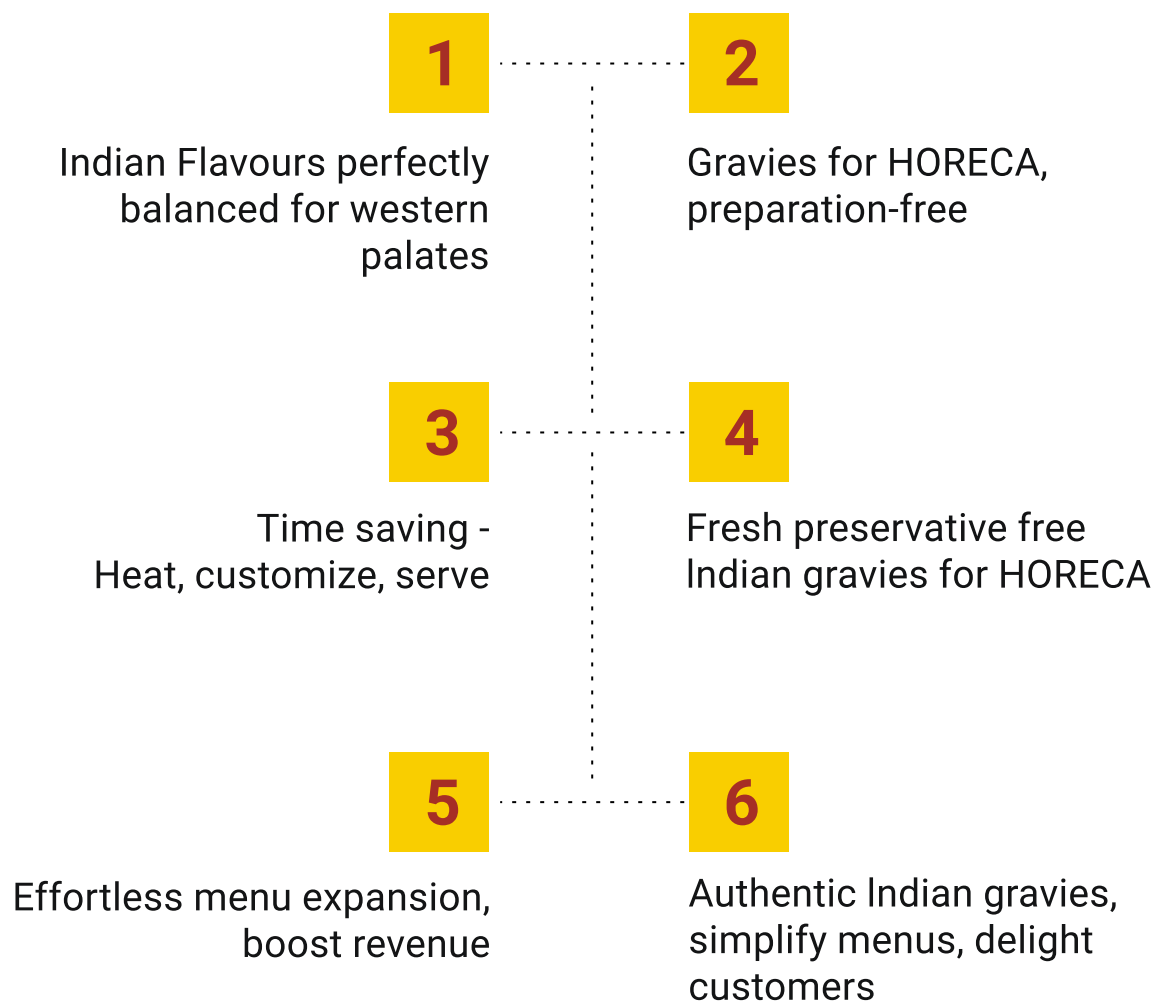 1
Indian Flavours perfectly
balanced for western
palates
2
Gravies for HORECA,
preparation-free
3
Time saving -
Heat, customize, serve
4
Fresh preservative free
Indian gravies for HORECA
5
Effortless menu expansion,
boost revenue
6
Authentic Indian gravies,
simplify menus, delight
customers